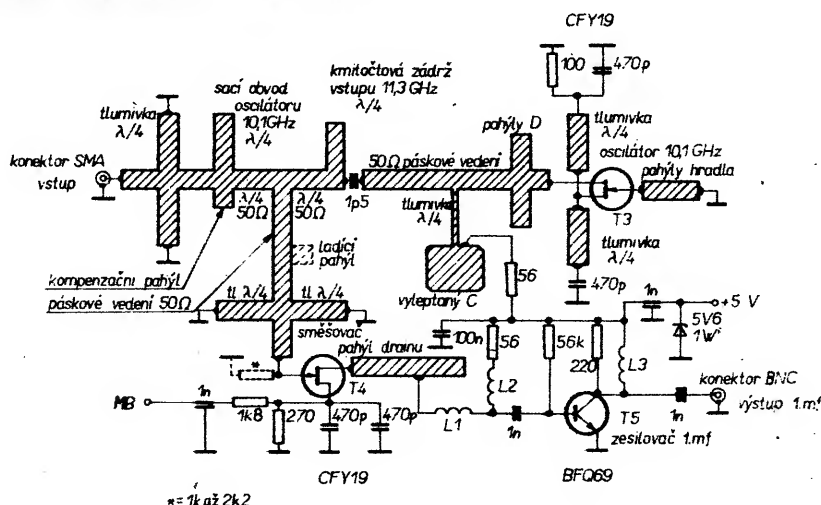 CFY19
100
470p
kmitočtová zádrž
vstupu 11,3 GHz
λ/4
sací obvod
oscilátoru
10,1GHz
λ/4
tlumivka
λ/4
konektor SMA
vstup
pahýly D
tlumivka
λ/4
oscilátor 10,1 GHz
pahýly hradla
50Ω páskové vedení
1p5
T3
λ/4
50Ω
λ/4
50Ω
tlumivka
λ/4
ladící
pahýl
kompenzační pahýl
páskové vedení 50Ω
vyleptaný C
56
tlumivka
λ/4
470p
tl λ/4
tl λ/4
směšovač
pahýl drainu
100n
56
56k
220
L3
1n
+5 V
5V6
1W
*
T4
L2
L1
1n
T5
1n
konektor BNC
výstup 1.mf
zesilovač 1.mf
MB
1n
1k8
270
470p
470p
CFY19
BFQ69
*=1k až 2k2